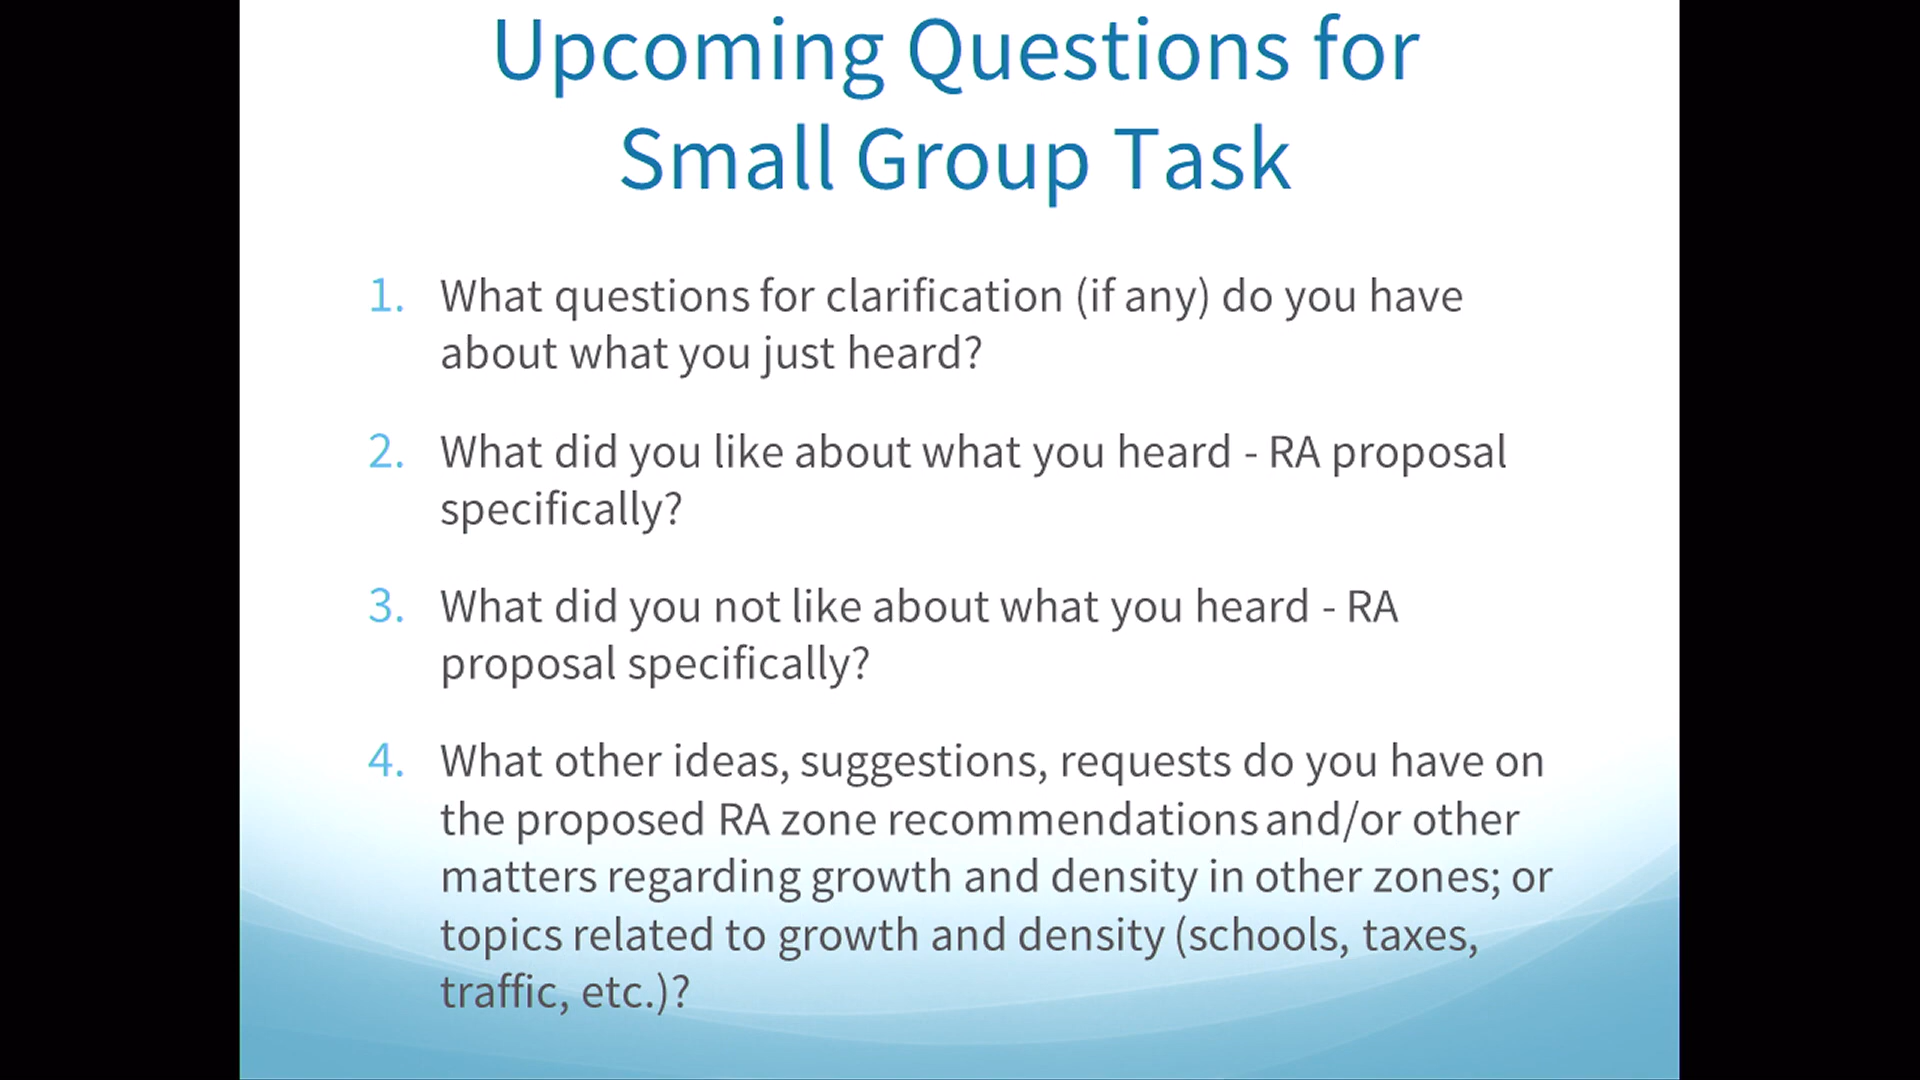 Upcoming Questions for
Small Group Task
1. What questions for clarification (if any) do you have
about what you just heard?
2. What did you like about what you heard - RA proposal
specifically?
3. What did you not like about what you heard - RA
proposal specifically?
4. What other ideas, suggestions, requests do you have on
the proposed RA zone recommendations and/or other
matters regarding growth and density in other zones; or
topics related to growth and density (schools, taxes,
traffic, etc.)?